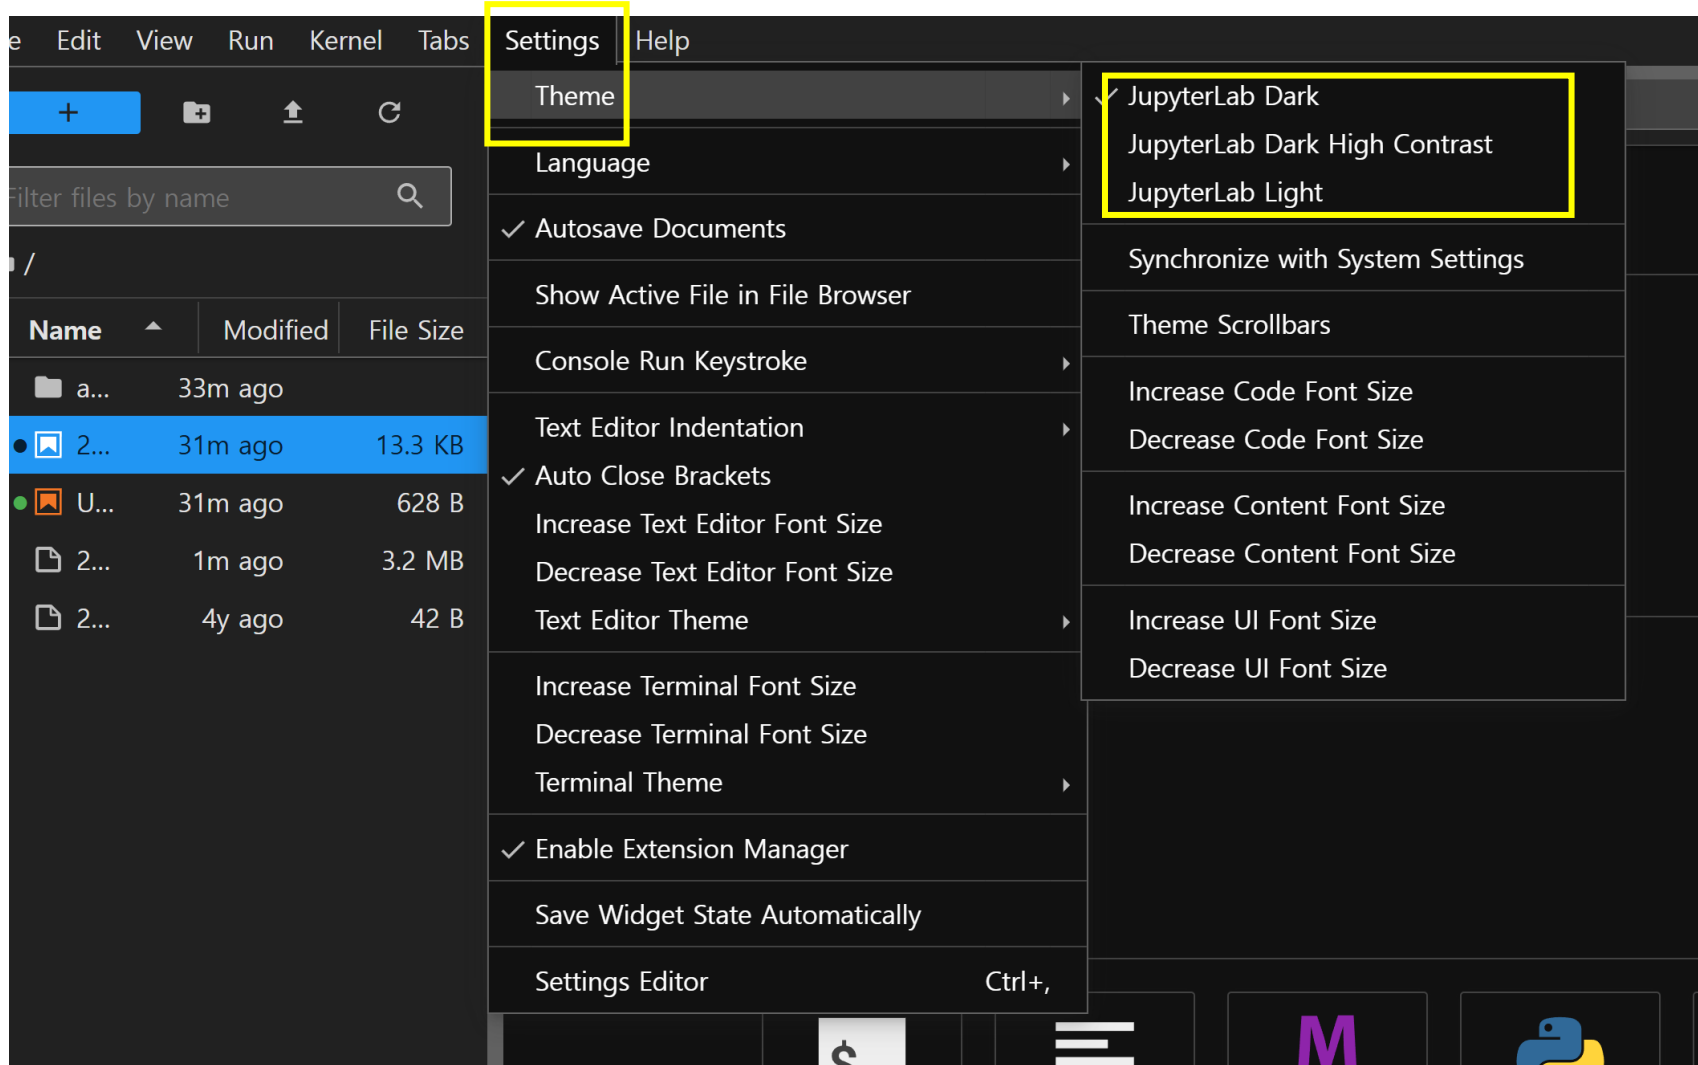 e Edit View Run Kernel Tabs Settings Help
Filter files by name
/
Name Modified File Size
a... 33m ago
2... 31m ago 13.3 KB
U... 31m ago 628 B
2... 1m ago 3.2 MB
2... 4y ago 42 B
Theme
Language
Autosave Documents
Show Active File in File Browser
Console Run Keystroke
Text Editor Indentation
Auto Close Brackets
Increase Text Editor Font Size
Decrease Text Editor Font Size
Text Editor Theme
Increase Terminal Font Size
Decrease Terminal Font Size
Terminal Theme
Enable Extension Manager
Save Widget State Automatically
Settings Editor Ctrl+,
JupyterLab Dark
JupyterLab Dark High Contrast
JupyterLab Light
Synchronize with System Settings
Theme Scrollbars
Increase Code Font Size
Decrease Code Font Size
Increase Content Font Size
Decrease Content Font Size
Increase UI Font Size
Decrease UI Font Size
$
M